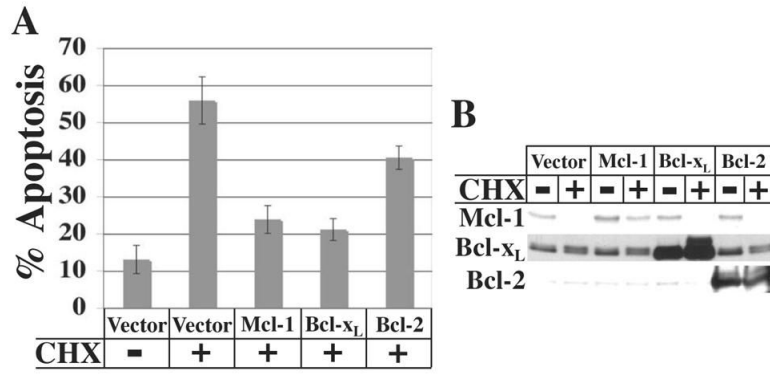 A
% Apoptosis
70
60
50
40
30
20
10
0
Vector Vector Mcl-1 Bcl-xL Bcl-2
CHX - + + + +
B
Vector Mcl-1 Bcl-xL Bcl-2
CHX - + - + - + - +
Mcl-1
Bcl-xL
Bcl-2